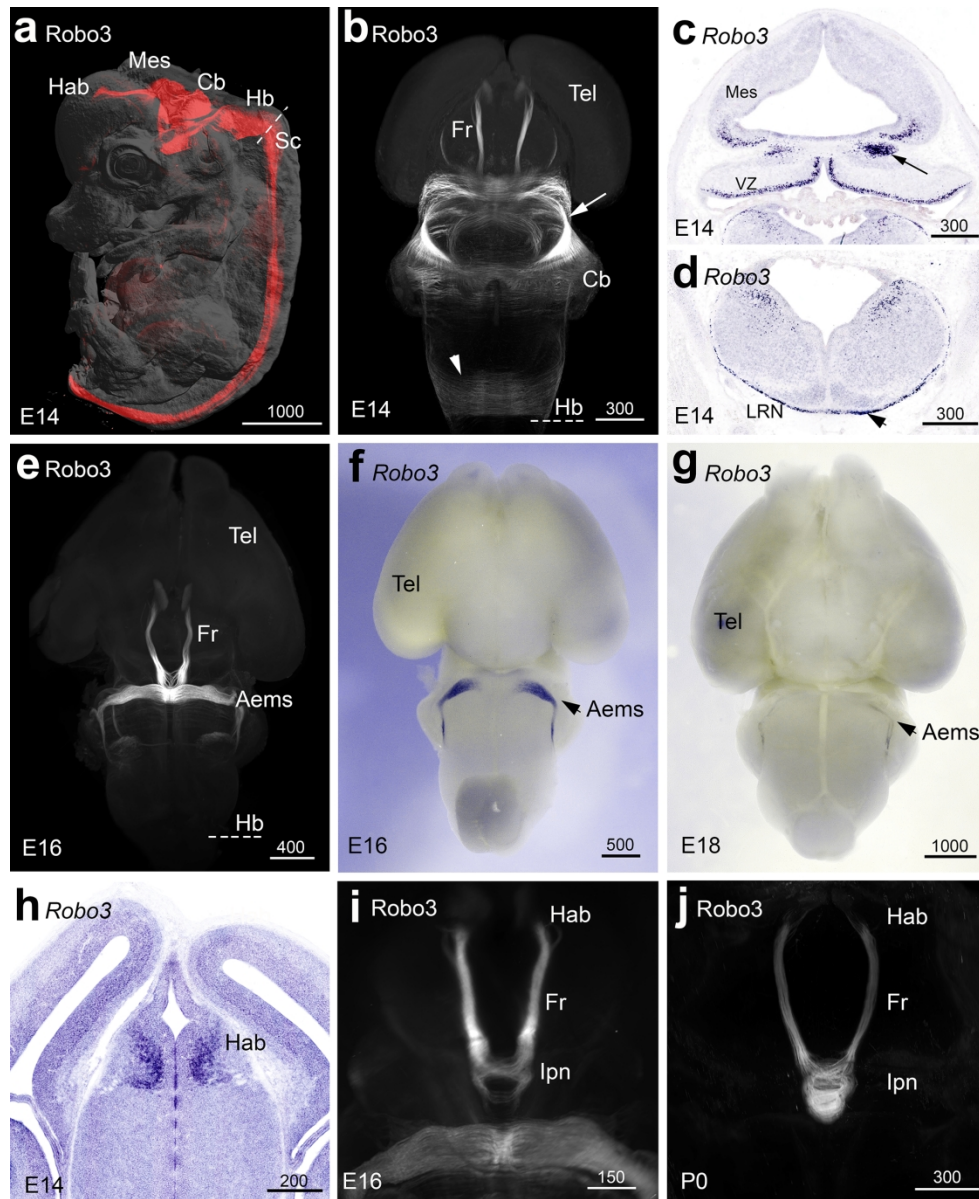 a Robo3
Mes
Cb
Hab
Hb
Sc
E14
1000
b Robo3
Tel
Fr
Cb
E14
Hb
300
c Robo3
Mes
VZ
E14
300
d Robo3
LRN
E14
300
e Robo3
Tel
Fr
Aems
Hb
E16
400
f Robo3
Tel
Aems
E16
500
g Robo3
Tel
Aems
E18
1000
h Robo3
Hab
E14
200
i Robo3
Hab
Fr
Ipn
E16
150
j Robo3
Hab
Fr
Ipn
P0
300